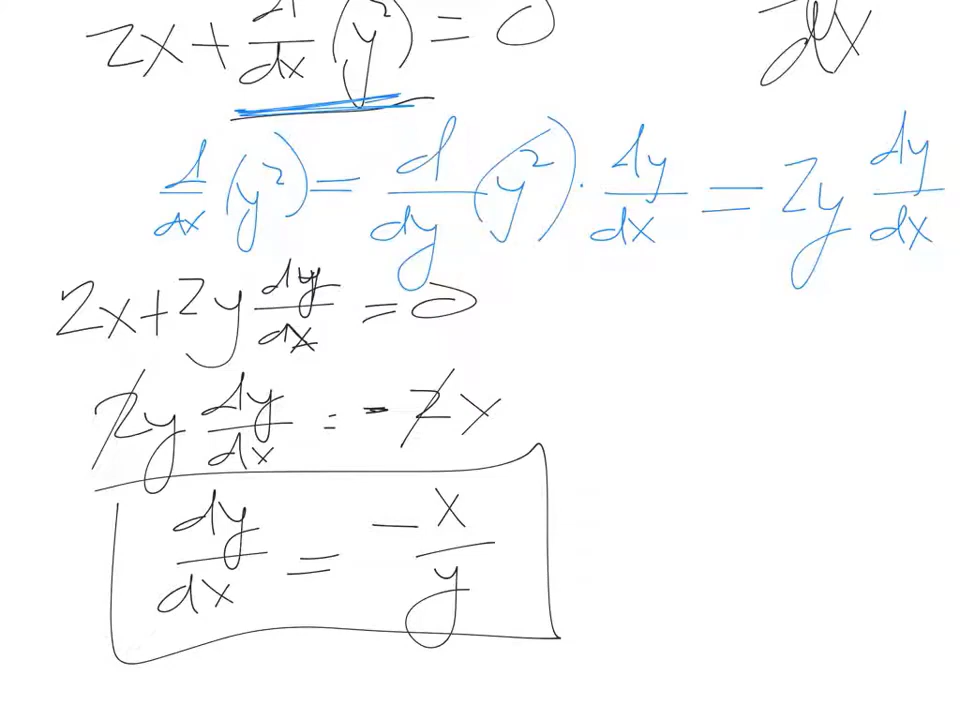 2x + d/dx (y²) = 0 dx
d/dx (y²) = d/dy (y²) · dy/dx = 2y dy/dx
2x + 2y dy/dx = 0
2y dy/dx = -2x
dy/dx = -x/y